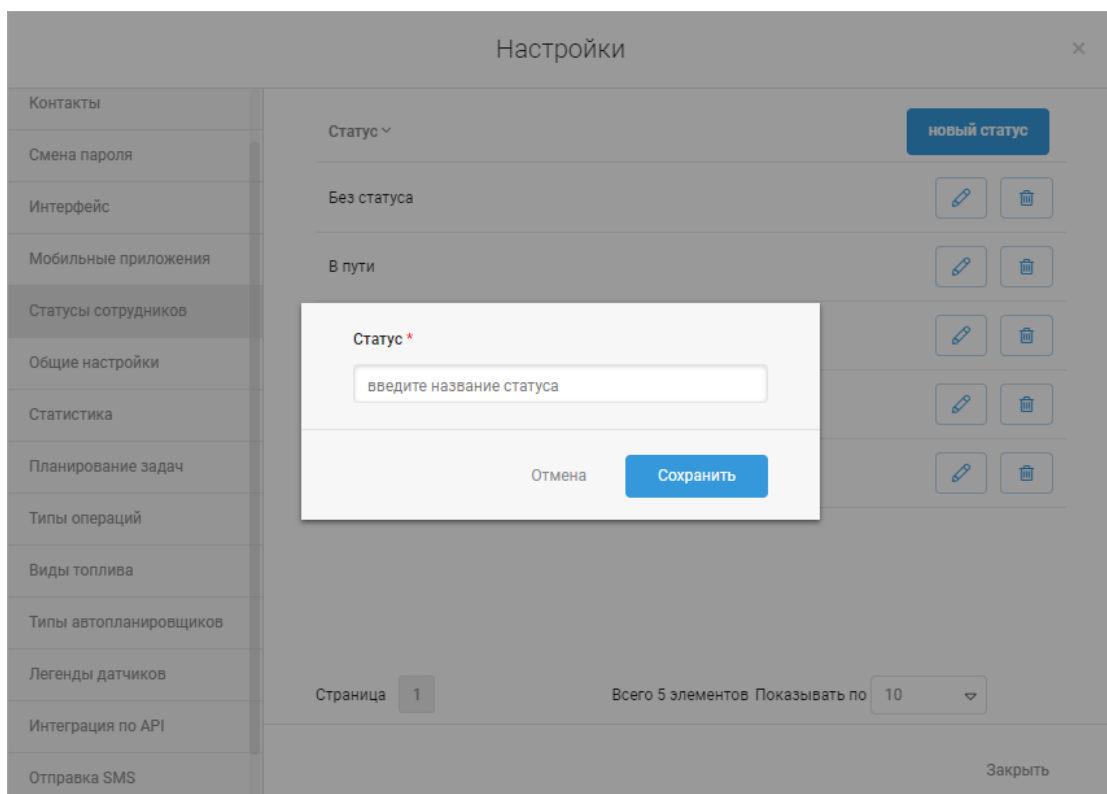 Настройки
Контакты
Смена пароля
Интерфейс
Мобильные приложения
Статусы сотрудников
Общие настройки
Статистика
Планирование задач
Типы операций
Виды топлива
Типы автопланировщиков
Легенды датчиков
Интеграция по API
Отправка SMS
Статус
новый статус
Без статуса
В пути
Статус *
введите название статуса
Отмена Сохранить
Страница 1 Всего 5 элементов Показывать по 10
Закрыть